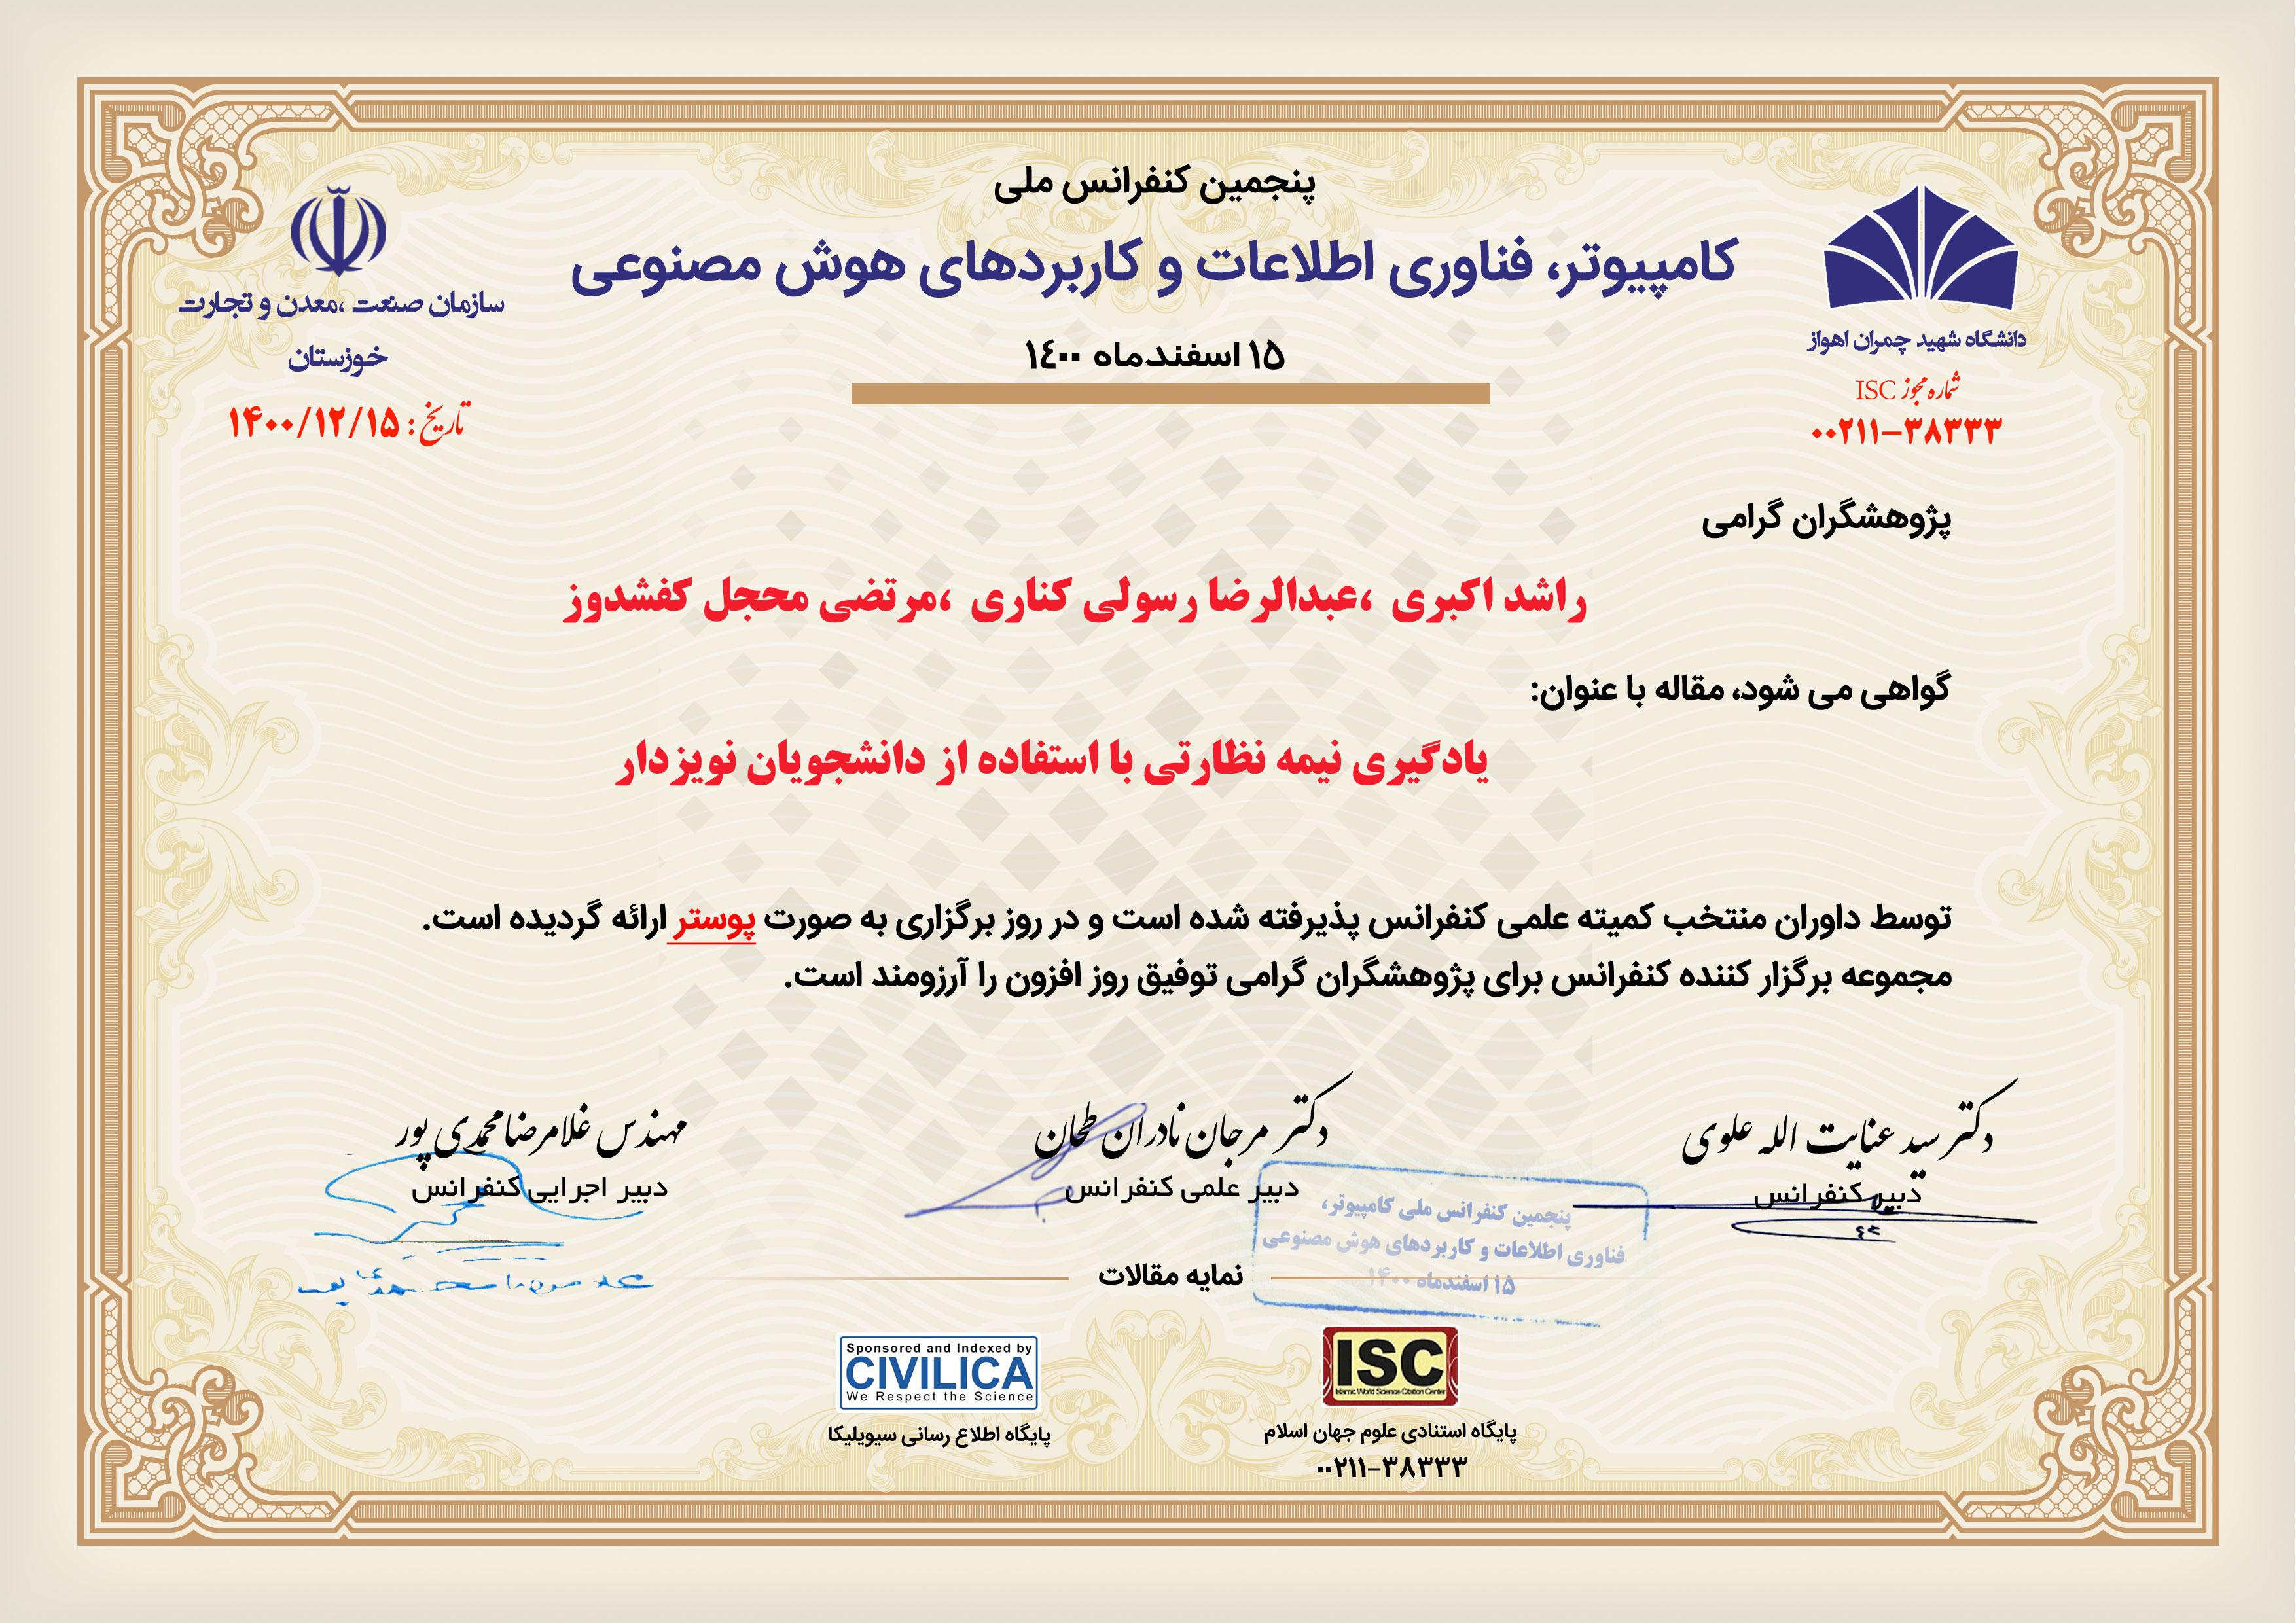 پنجمین کنفرانس ملی
کامپیوتر، فناوری اطلاعات و کاربردهای هوش مصنوعی
۱۵ اسفندماه ۱۴۰۰
دانشگاه شهید چمران اهواز
شماره مجوز ISC
۰۰۲۱۱-۳۸۳۳۳
سازمان صنعت ،معدن و تجارت
خوزستان
تاریخ : ۱۴۰۰/۱۲/۱۵
پژوهشگران گرامی
راشد اکبری ،عبدالرضا رسولی کناری ،مرتضی محجل کفشدوز
گواهی می شود، مقاله با عنوان:
یادگیری نیمه نظارتی با استفاده از دانشجویان نویزدار
توسط داوران منتخب کمیته علمی کنفرانس پذیرفته شده است و در روز برگزاری به صورت پوستر ارائه گردیده است.
مجموعه برگزار کننده کنفرانس برای پژوهشگران گرامی توفیق روز افزون را آرزومند است.
دکتر سید عنایت الله علوی
دبیر کنفرانس
دکتر مرجان نادران طحان
دبیر علمی کنفرانس
مهندس غلامرضا محمدی پور
دبیر اجرایی کنفرانس
پنجمین کنفرانس ملی کامپیوتر،
فناوری اطلاعات و کاربردهای هوش مصنوعی
۱۵ اسفندماه ۱۴۰۰
نمایه مقالات
ISC
Islamic World Science Citation Center
پایگاه استنادی علوم جهان اسلام
۰۰۲۱۱-۳۸۳۳۳
Sponsored and Indexed by
CIVILICA
We Respect the Science
پایگاه اطلاع رسانی سیویلیکا